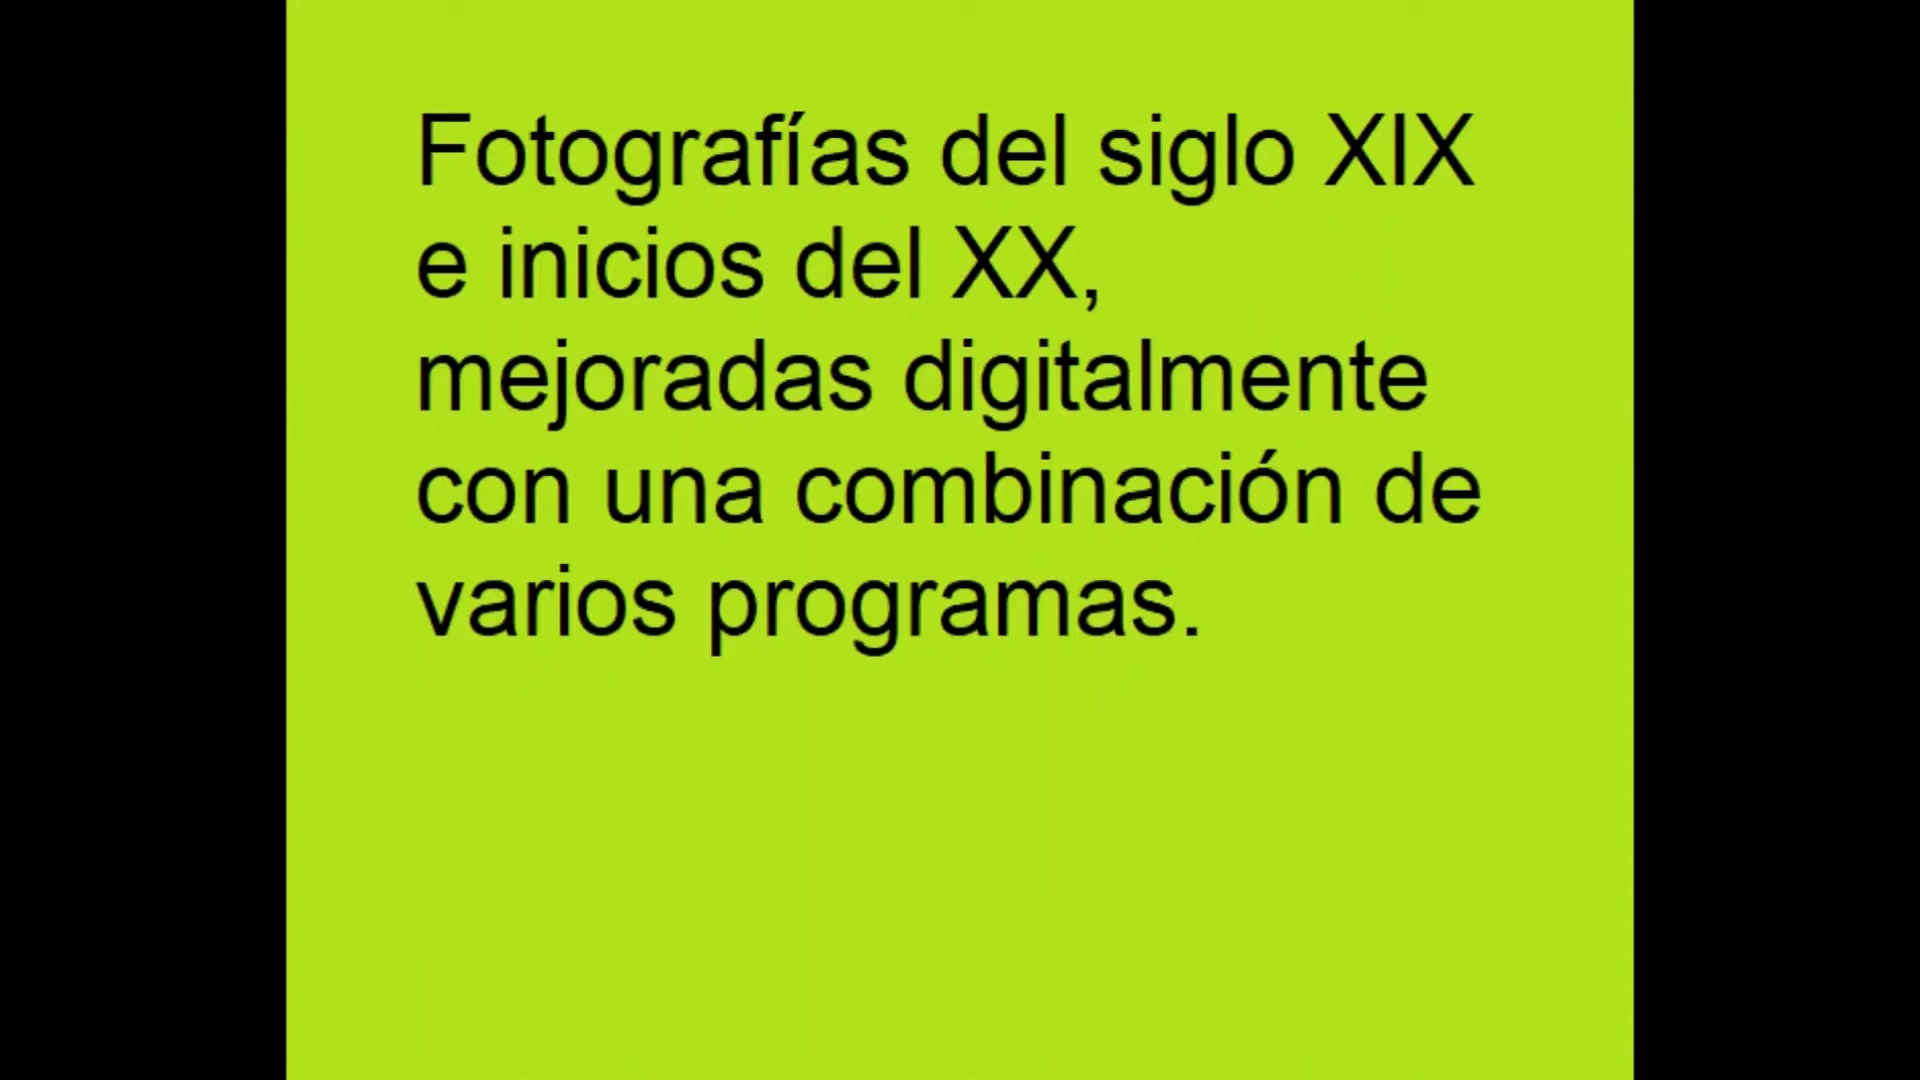 Fotografías del siglo XIX
e inicios del XX,
mejoradas digitalmente
con una combinación de
varios programas.